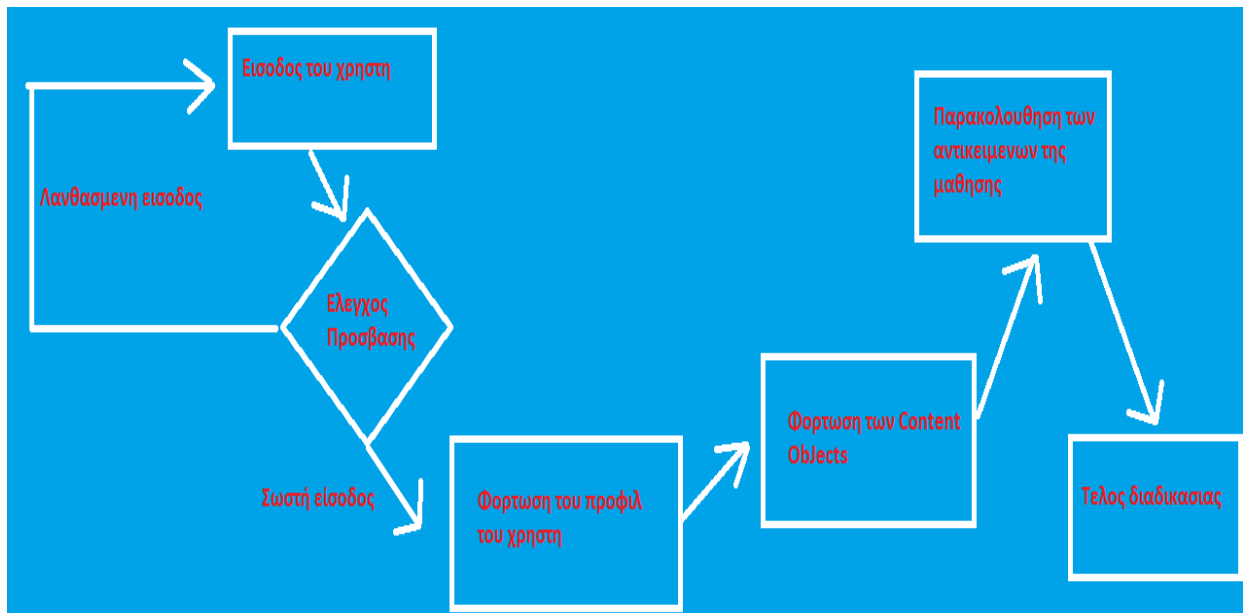 Εισοδος του χρηστη
Λανθασμενη εισοδος
Ελεγχος
Προσβασης
Σωστή είσοδος
Φορτωση του προφιλ
του χρηστη
Φορτωση των Content
ObJects
Παρακολουθηση των
αντικειμενων της
μαθησης
Τελος διαδικασιας